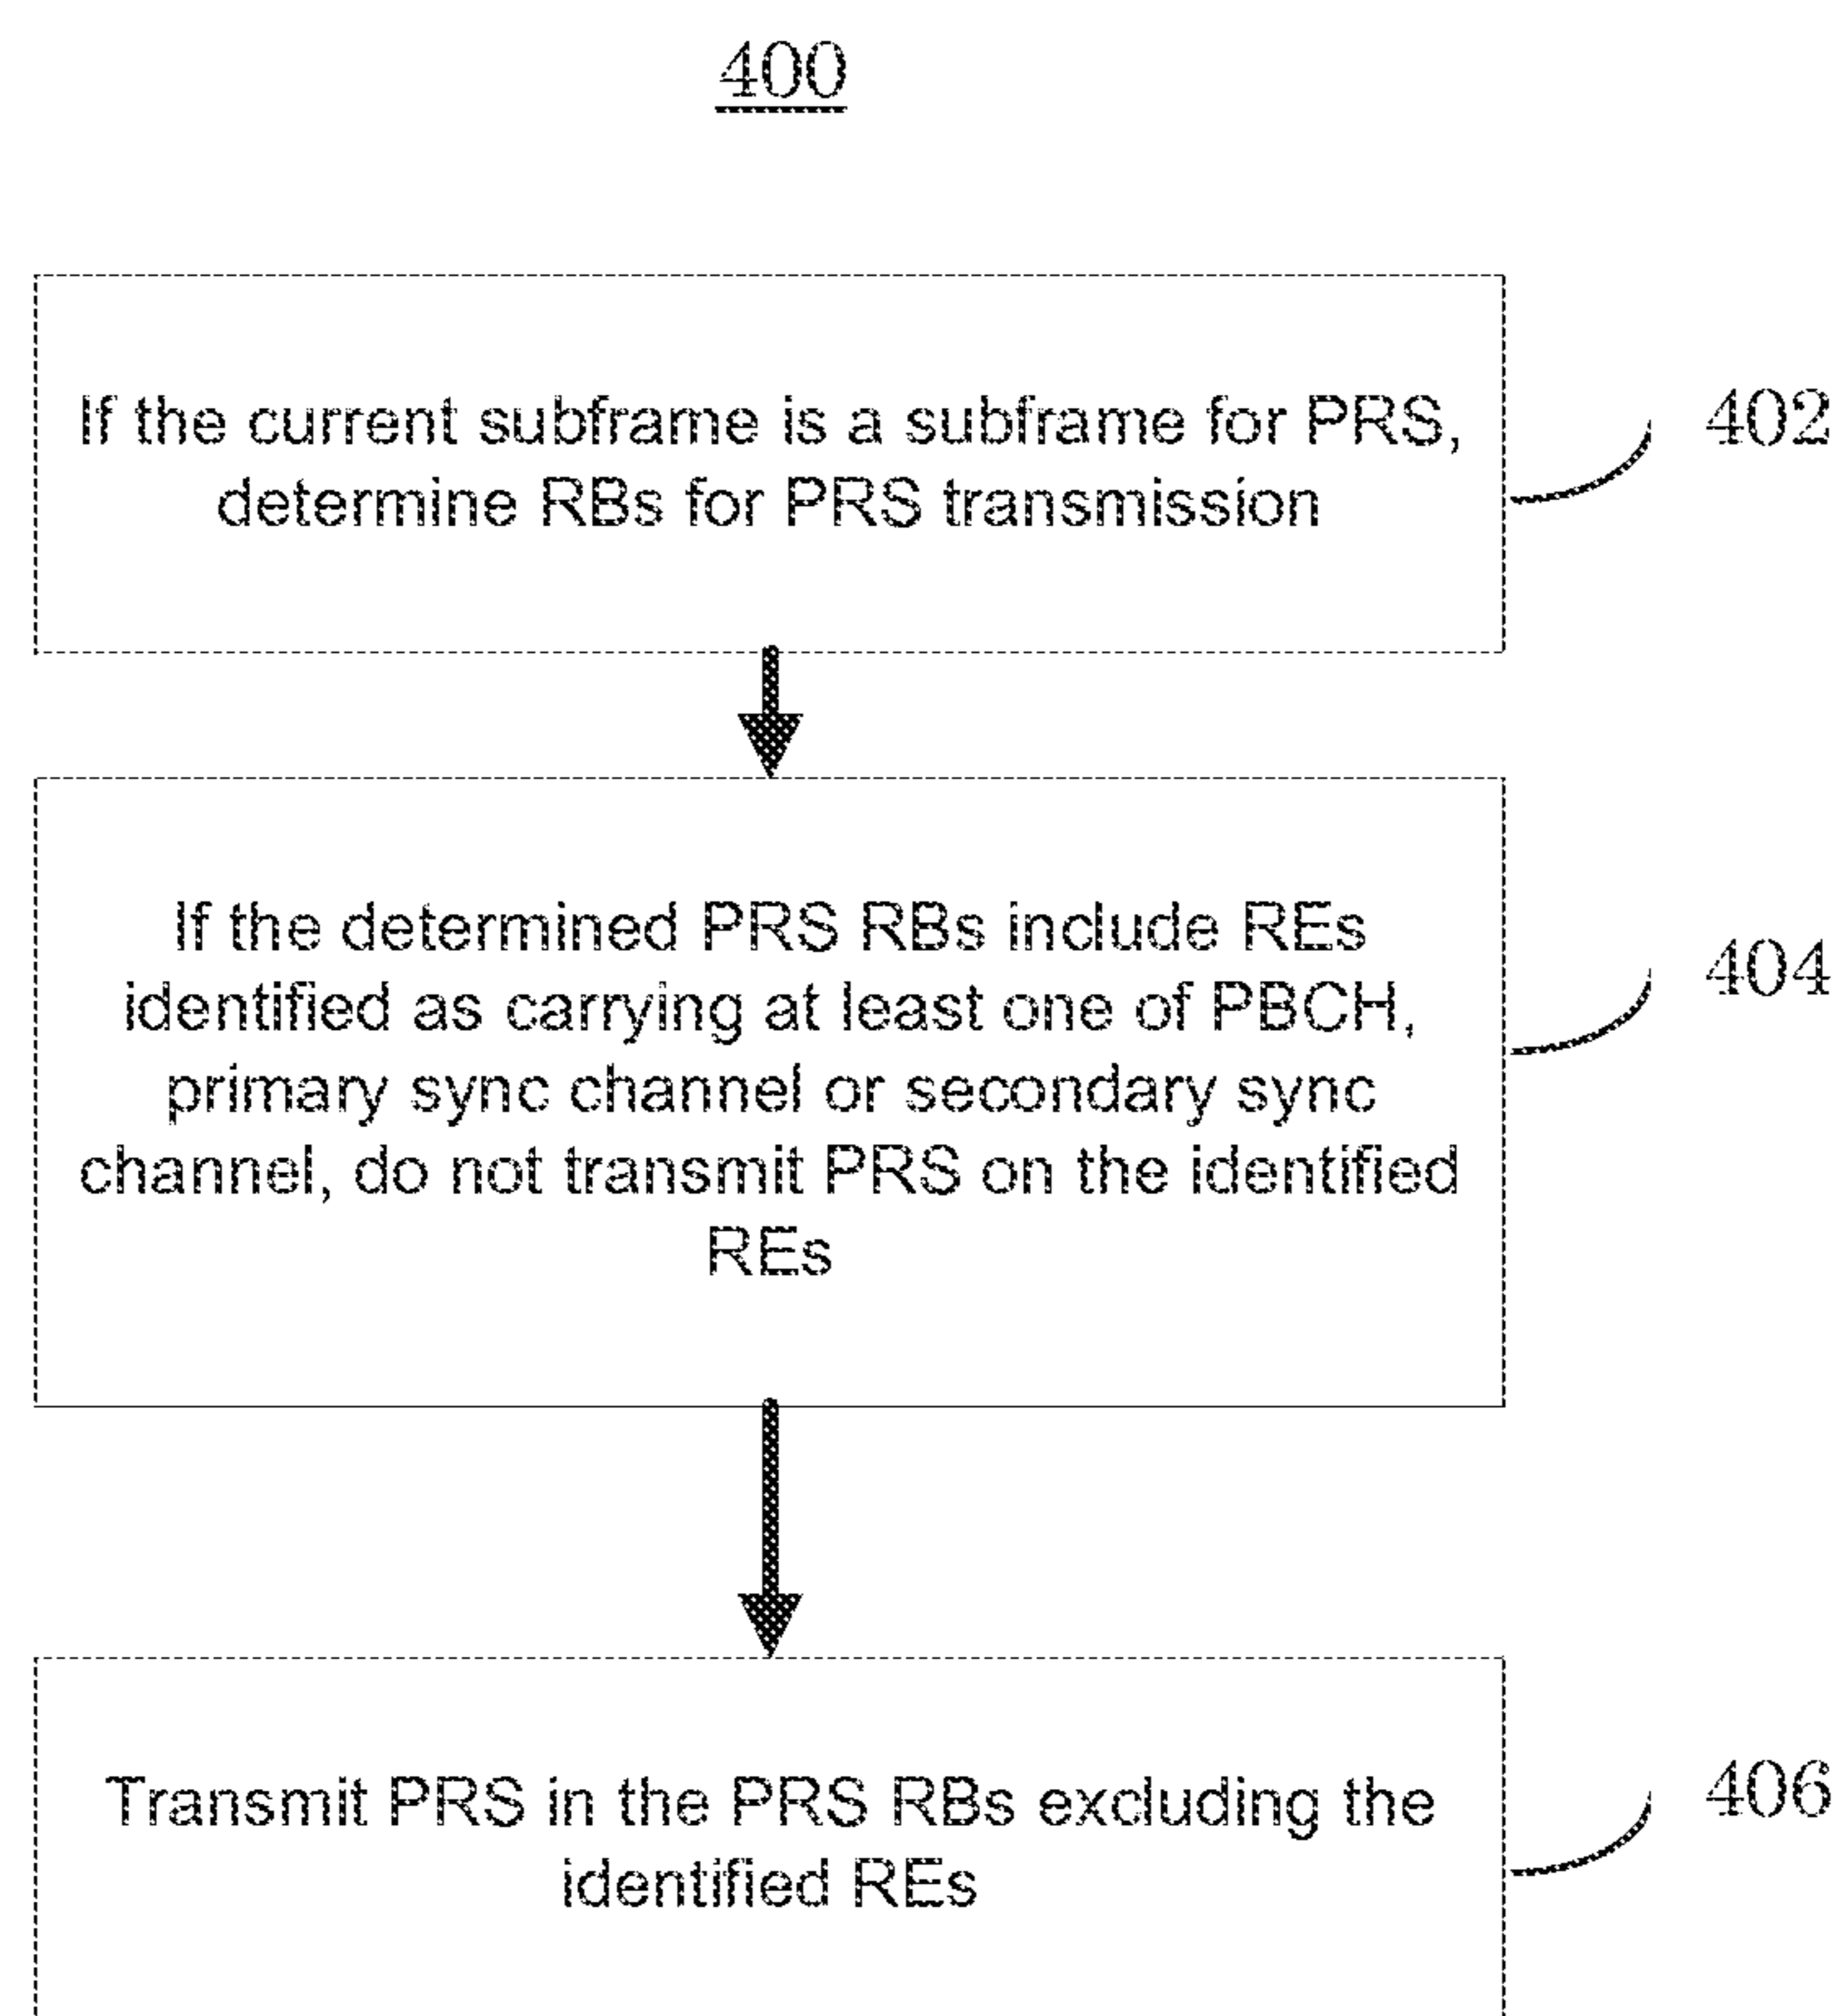 400
If the current subframe is a subframe for PRS,
determine RBs for PRS transmission
402
If the determined PRS RBs include REs
identified as carrying at least one of PBCH,
primary sync channel or secondary sync
channel, do not transmit PRS on the identified
REs
404
Transmit PRS in the PRS RBs excluding the
identified REs
406